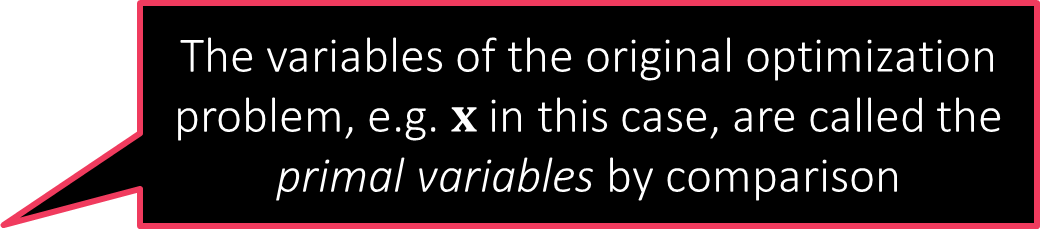 The variables of the original optimization
problem, e.g. x in this case, are called the
primal variables by comparison